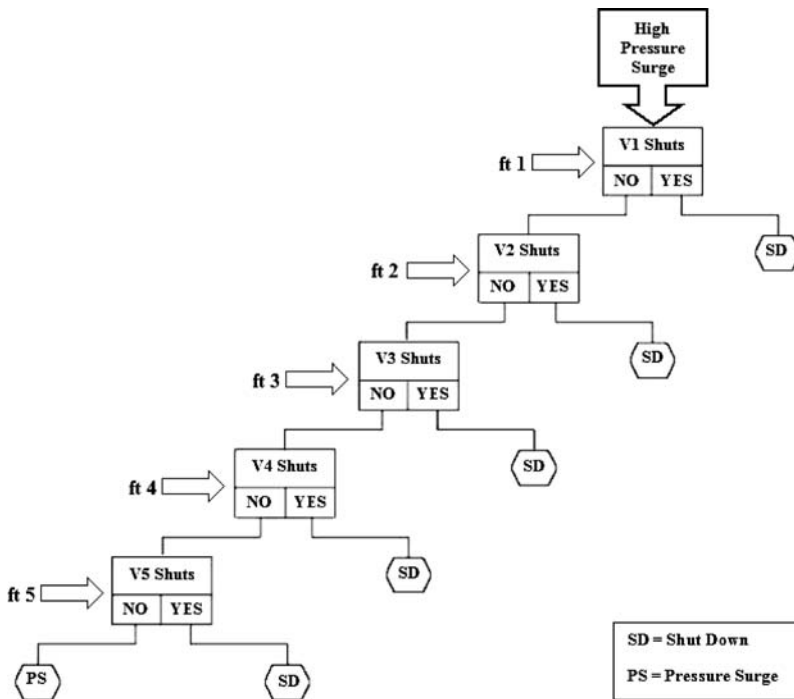 High
Pressure
Surge
V1 Shuts
ft 1
NO YES
SD
V2 Shuts
ft 2
NO YES
SD
V3 Shuts
ft 3
NO YES
SD
V4 Shuts
ft 4
NO YES
SD
V5 Shuts
ft 5
NO YES
PS
SD
SD = Shut Down
PS = Pressure Surge